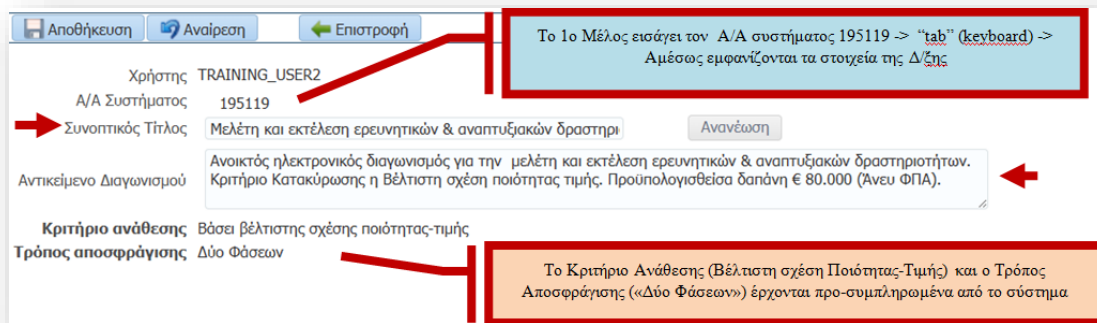 Αποθήκευση Αναίρεση Επιστροφή
Το 1ο Μέλος εισάγει τον Α/Α συστήματος 195119 -> “tab” (keyboard) ->
Αμέσως εμφανίζονται τα στοιχεία της Δ/ξης
Χρήστης TRAINING_USER2
Α/Α Συστήματος 195119
Συνοπτικός Τίτλος Μελέτη και εκτέλεση ερευνητικών & αναπτυξιακών δραστηρι Ανανέωση
Αντικείμενο Διαγωνισμού
Ανοικτός ηλεκτρονικός διαγωνισμός για την μελέτη και εκτέλεση ερευνητικών & αναπτυξιακών δραστηριοτήτων.
Κριτήριο Κατακύρωσης η Βέλτιστη σχέση ποιότητας τιμής. Προϋπολογισθείσα δαπάνη € 80.000 (Άνευ ΦΠΑ).
Κριτήριο ανάθεσης Βάσει βέλτιστης σχέσης ποιότητας-τιμής
Τρόπος αποσφράγισης Δύο Φάσεων
Το Κριτήριο Ανάθεσης (Βέλτιστη σχέση Ποιότητας-Τιμής) και ο Τρόπος
Αποσφράγισης («Δύο Φάσεων») έρχονται προ-συμπληρωμένα από το σύστημα